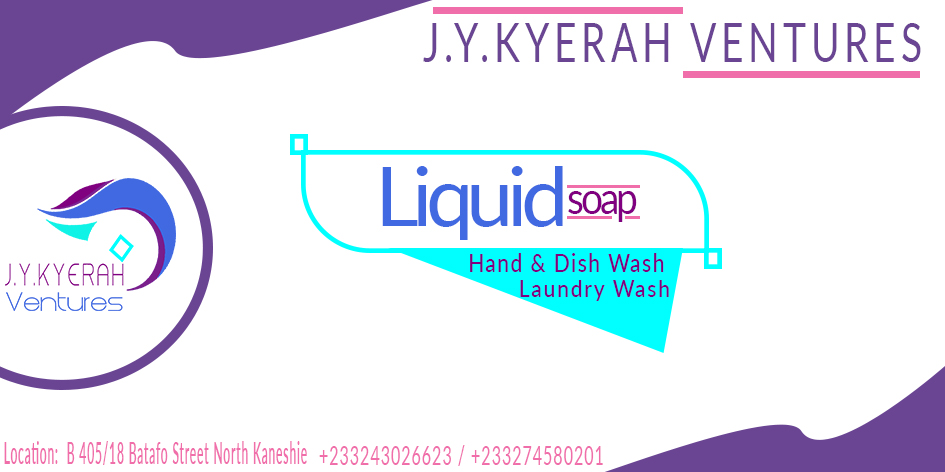 J.Y.KYERAH VENTURES
Liquid soap
Hand & Dish Wash
Laundry Wash
J.Y.KYERAH
Ventures
Location: B 405/18 Batafo Street North Kaneshie +233243026623 / +233274580201